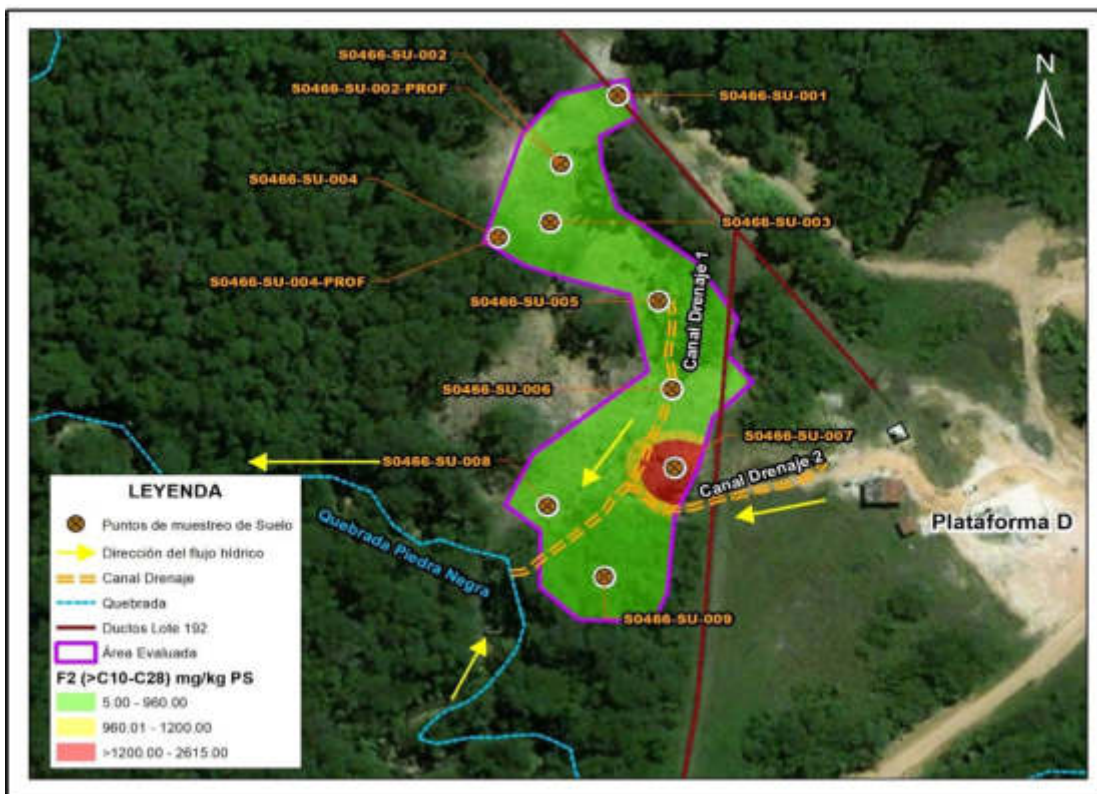 S0466-SU-002
S0466-SU-002-PROF
S0466-SU-001
N
S0466-SU-004
S0466-SU-003
S0466-SU-004-PROF
Canal Drenaje 1
S0466-SU-005
S0466-SU-006
S0466-SU-007
S0466-SU-008
Canal Drenaje 2
Plataforma D
Quebrada Piedra Negra
S0466-SU-009
LEYENDA
Puntos de muestreo de Suelo
Dirección del flujo hídrico
Canal Drenaje
Quebrada
Ductos Lote 192
Área Evaluada
F2 (>C10-C28) mg/kg PS
5.00 - 960.00
960.01 - 1200.00
>1200.00 - 2615.00